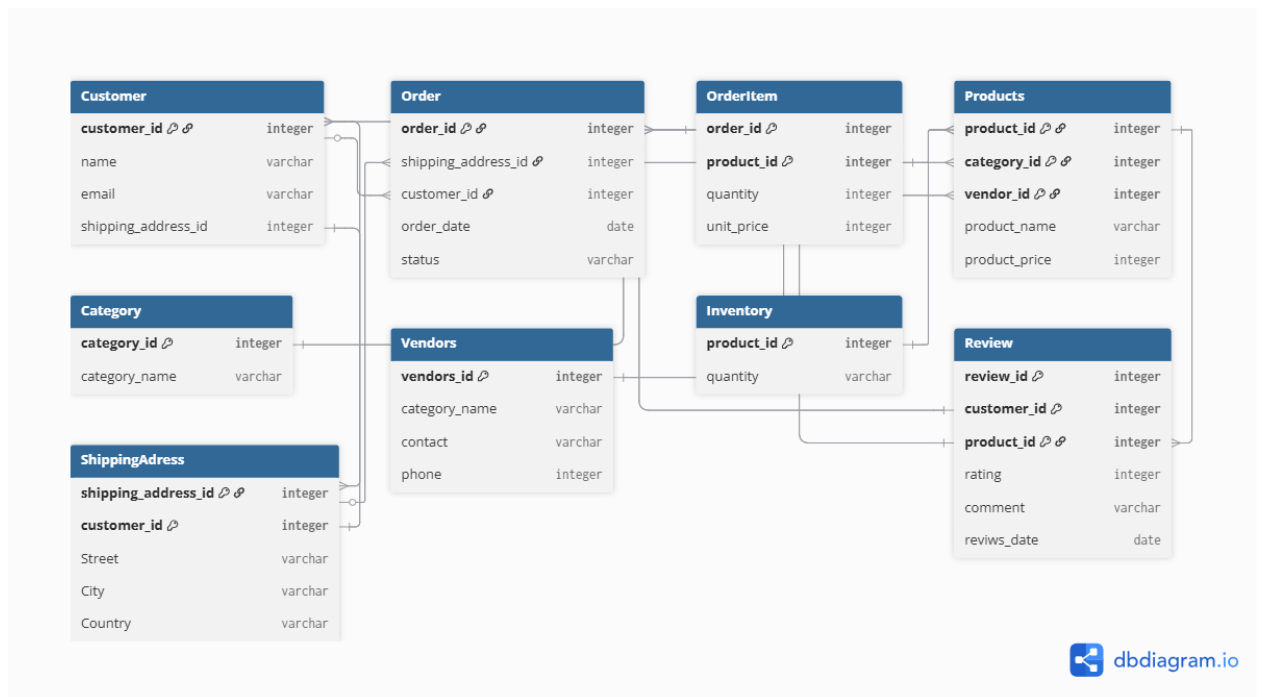 Customer
customer_id integer
name varchar
email varchar
shipping_address_id integer
Order
order_id integer
shipping_address_id integer
customer_id integer
order_date date
status varchar
OrderItem
order_id integer
product_id integer
quantity integer
unit_price integer
Products
product_id integer
category_id integer
vendor_id integer
product_name varchar
product_price integer
Category
category_id integer
category_name varchar
Vendors
vendors_id integer
category_name varchar
contact varchar
phone integer
Inventory
product_id integer
quantity varchar
Review
review_id integer
customer_id integer
product_id integer
rating integer
comment varchar
reviws_date date
ShippingAdress
shipping_address_id integer
customer_id integer
Street varchar
City varchar
Country varchar
dbdiagram.io